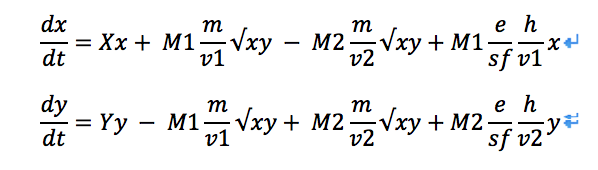 dx/dt = Xx + M1 m/v1 √xy − M2 m/v2 √xy + M1 e/sf h/v1 x↵
dy/dt = Yy − M1 m/v1 √xy + M2 m/v2 √xy + M2 e/sf h/v2 y↵